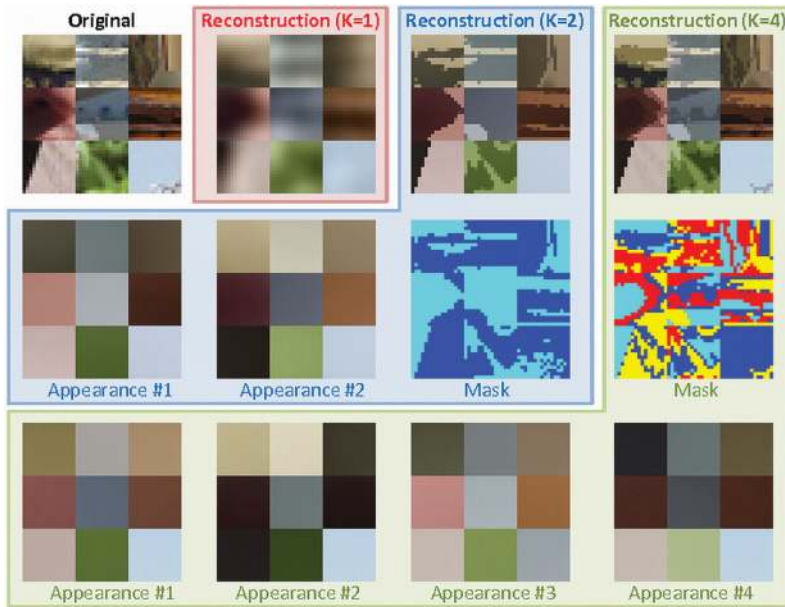 Original
Reconstruction (K=1)
Reconstruction (K=2)
Reconstruction (K=4)
Appearance #1
Appearance #2
Mask
Mask
Appearance #1
Appearance #2
Appearance #3
Appearance #4